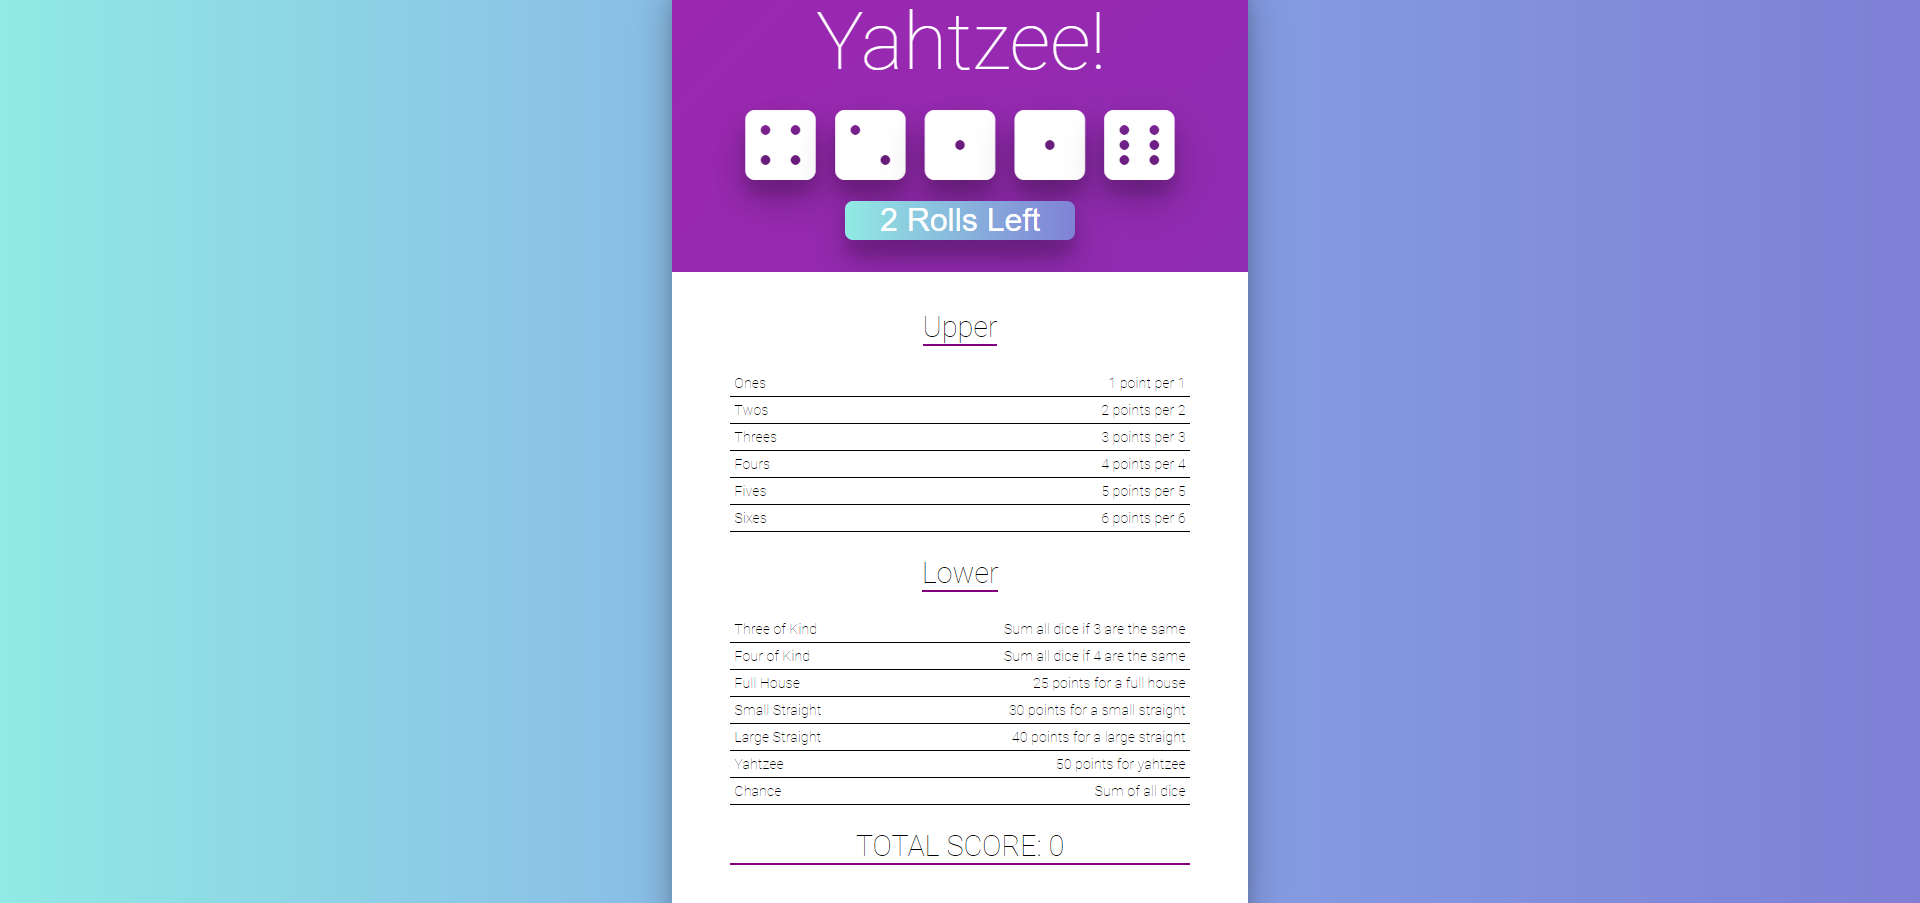 Yahtzee!
2 Rolls Left
Upper
Ones 1 point per 1
Twos 2 points per 2
Threes 3 points per 3
Fours 4 points per 4
Fives 5 points per 5
Sixes 6 points per 6
Lower
Three of Kind Sum all dice if 3 are the same
Four of Kind Sum all dice if 4 are the same
Full House 25 points for a full house
Small Straight 30 points for a small straight
Large Straight 40 points for a large straight
Yahtzee 50 points for yahtzee
Chance Sum of all dice
TOTAL SCORE: 0